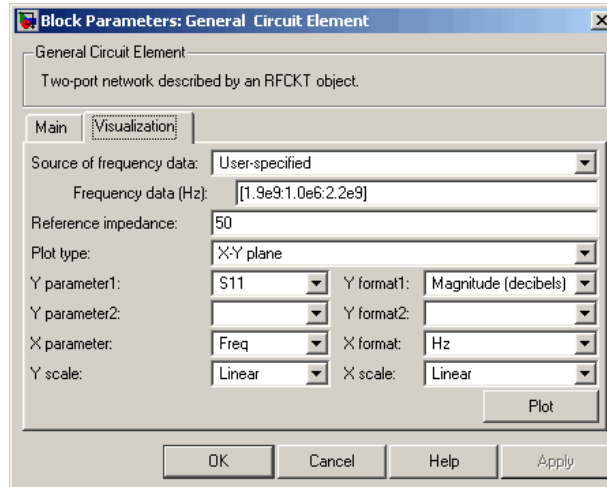 Block Parameters: General Circuit Element
General Circuit Element
Two-port network described by an RFCKT object.
Main Visualization
Source of frequency data: User-specified
Frequency data (Hz): [1.9e9:1.0e6:2.2e9]
Reference impedance: 50
Plot type: X-Y plane
Y parameter1: S11 Y format1: Magnitude (decibels)
Y parameter2: Y format2:
X parameter: Freq X format: Hz
Y scale: Linear X scale: Linear
Plot
OK Cancel Help Apply